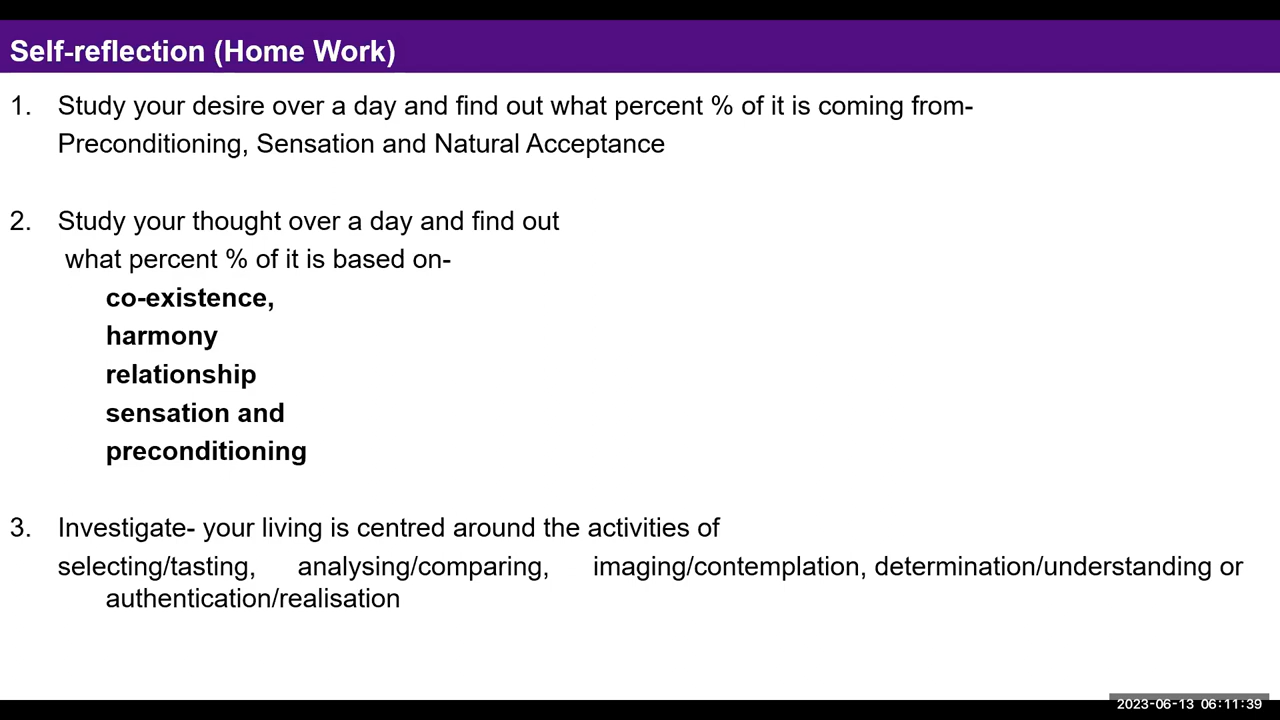 Self-reflection (Home Work)
1. Study your desire over a day and find out what percent % of it is coming from-
Preconditioning, Sensation and Natural Acceptance
2. Study your thought over a day and find out
what percent % of it is based on-
co-existence,
harmony
relationship
sensation and
preconditioning
3. Investigate- your living is centred around the activities of
selecting/tasting, analysing/comparing, imaging/contemplation, determination/understanding or
authentication/realisation
2023-06-13 06:11:39